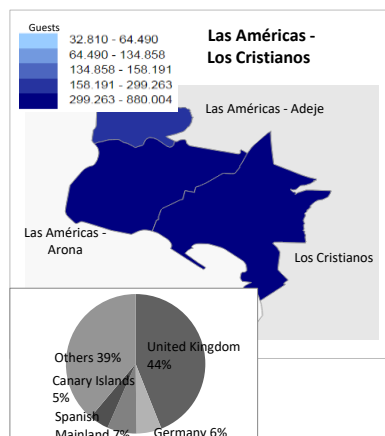 Guests
32.810 - 64.490
64.490 - 134.858
134.858 - 158.191
158.191 - 299.263
299.263 - 880.004
Las Américas -
Los Cristianos
Las Américas - Adeje
Las Américas -
Arona
Los Cristianos
United Kingdom
44%
Others 39%
Canary Islands
5%
Spanish
Mainland 7%
Germany 6%